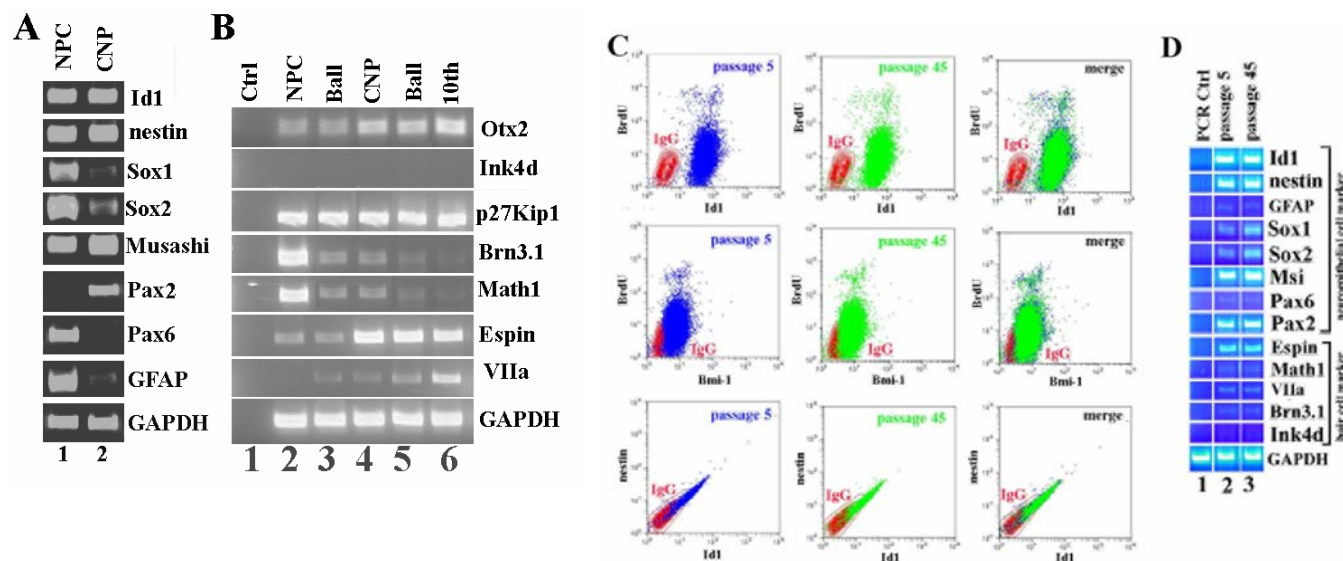 A
NPC
CNP
Id1
nestin
Sox1
Sox2
Musashi
Pax2
Pax6
GFAP
GAPDH
1 2
B
Ctrl
NPC
Ball
CNP
Ball
10th
Otx2
Ink4d
p27Kip1
Brn3.1
Math1
Espin
VIIa
GAPDH
1 2 3 4 5 6
C
passage 5
BrdU
IgG
Id1
passage 45
BrdU
IgG
Id1
merge
BrdU
IgG
Id1
passage 5
BrdU
IgG
Bmi-1
passage 45
BrdU
IgG
Bmi-1
merge
BrdU
IgG
Bmi-1
passage 5
nestin
IgG
Id1
passage 45
nestin
IgG
Id1
merge
nestin
IgG
Id1
D
PCR Ctrl
passage 5
passage 45
Id1
nestin
GFAP
Sox1
Sox2
Msi
Pax6
Pax2
neuroepithelial cell marker
Espin
Math1
VIIa
Brn3.1
Ink4d
hair cell marker
GAPDH
1 2 3